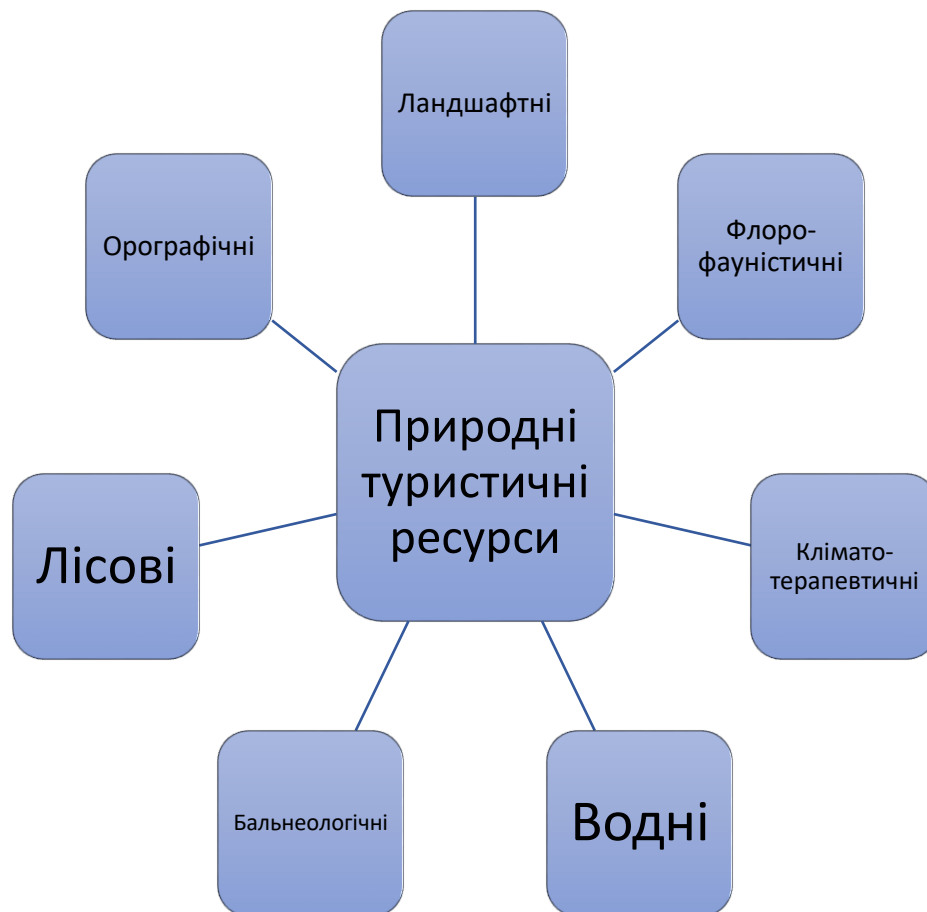 Ландшафтні
Орографічні
Флоро-
фауністичні
Природні
туристичні
ресурси
Лісові
Клімато-
терапевтичні
Бальнеологічні
Водні